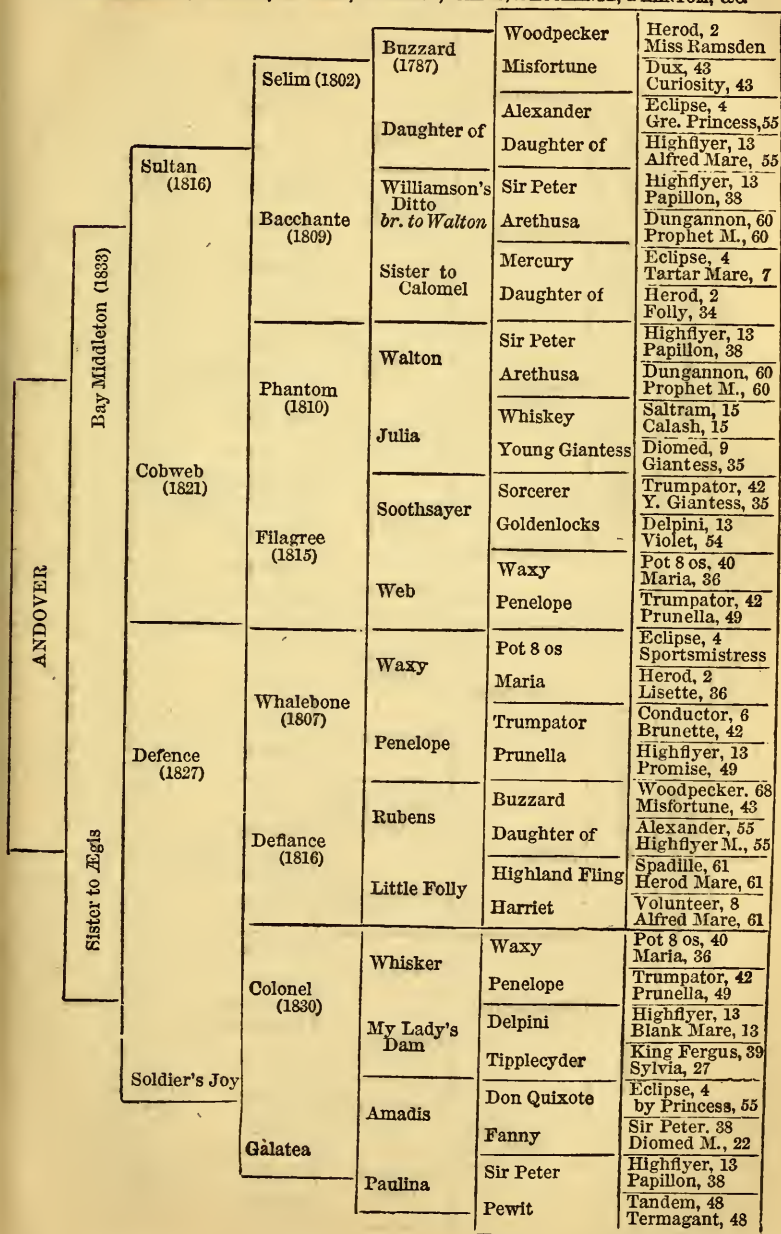 ANDOVER
Bay Middleton (1833)
Sister to Ægis
Sultan
(1816)
Cobweb
(1821)
Defence
(1827)
Soldier's Joy
Selim (1802)
Bacchante
(1809)
Phantom
(1810)
Filagree
(1815)
Whalebone
(1807)
Defiance
(1816)
Colonel
(1830)
Galatea
Buzzard
(1787)
Daughter of
Williamson's
Ditto
br. to Walton
Sister to
Calomel
Walton
Julia
Soothsayer
Web
Waxy
Penelope
Rubens
Little Folly
Whisker
My Lady's
Dam
Amadis
Paulina
Woodpecker
Misfortune
Alexander
Daughter of
Sir Peter
Arethusa
Mercury
Daughter of
Sir Peter
Arethusa
Whiskey
Young Giantess
Sorcerer
Goldenlocks
Waxy
Penelope
Pot 8 os
Maria
Trumpator
Prunella
Buzzard
Daughter of
Highland Fling
Harriet
Waxy
Penelope
Delpini
Tipplecyder
Don Quixote
Fanny
Sir Peter
Pewit
Herod, 2
Miss Ramsden
Dux, 43
Curiosity, 43
Eclipse, 4
Gre. Princess,55
Highflyer, 13
Alfred Mare, 55
Highflyer, 13
Papillon, 38
Dungannon, 60
Prophet M., 60
Eclipse, 4
Tartar Mare, 7
Herod, 2
Folly, 34
Highflyer, 13
Papillon, 38
Dungannon, 60
Prophet M., 60
Saltram, 15
Calash, 15
Diomed, 9
Giantess, 35
Trumpator, 42
Y. Giantess, 35
Delpini, 13
Violet, 54
Pot 8 os, 40
Maria, 36
Trumpator, 42
Prunella, 49
Eclipse, 4
Sportsmistress
Herod, 2
Lisette, 36
Conductor, 6
Brunette, 42
Highflyer, 13
Promise, 49
Woodpecker. 68
Misfortune, 43
Alexander, 55
Highflyer M., 55
Spadille, 61
Herod Mare, 61
Volunteer, 8
Alfred Mare, 61
Pot 8 os, 40
Maria, 36
Trumpator, 42
Prunella, 49
Highflyer, 13
Blank Mare, 13
King Fergus, 39
Sylvia, 27
Eclipse, 4
by Princess, 55
Sir Peter. 38
Diomed M., 22
Highflyer, 13
Papillon, 38
Tandem, 48
Termagant, 48